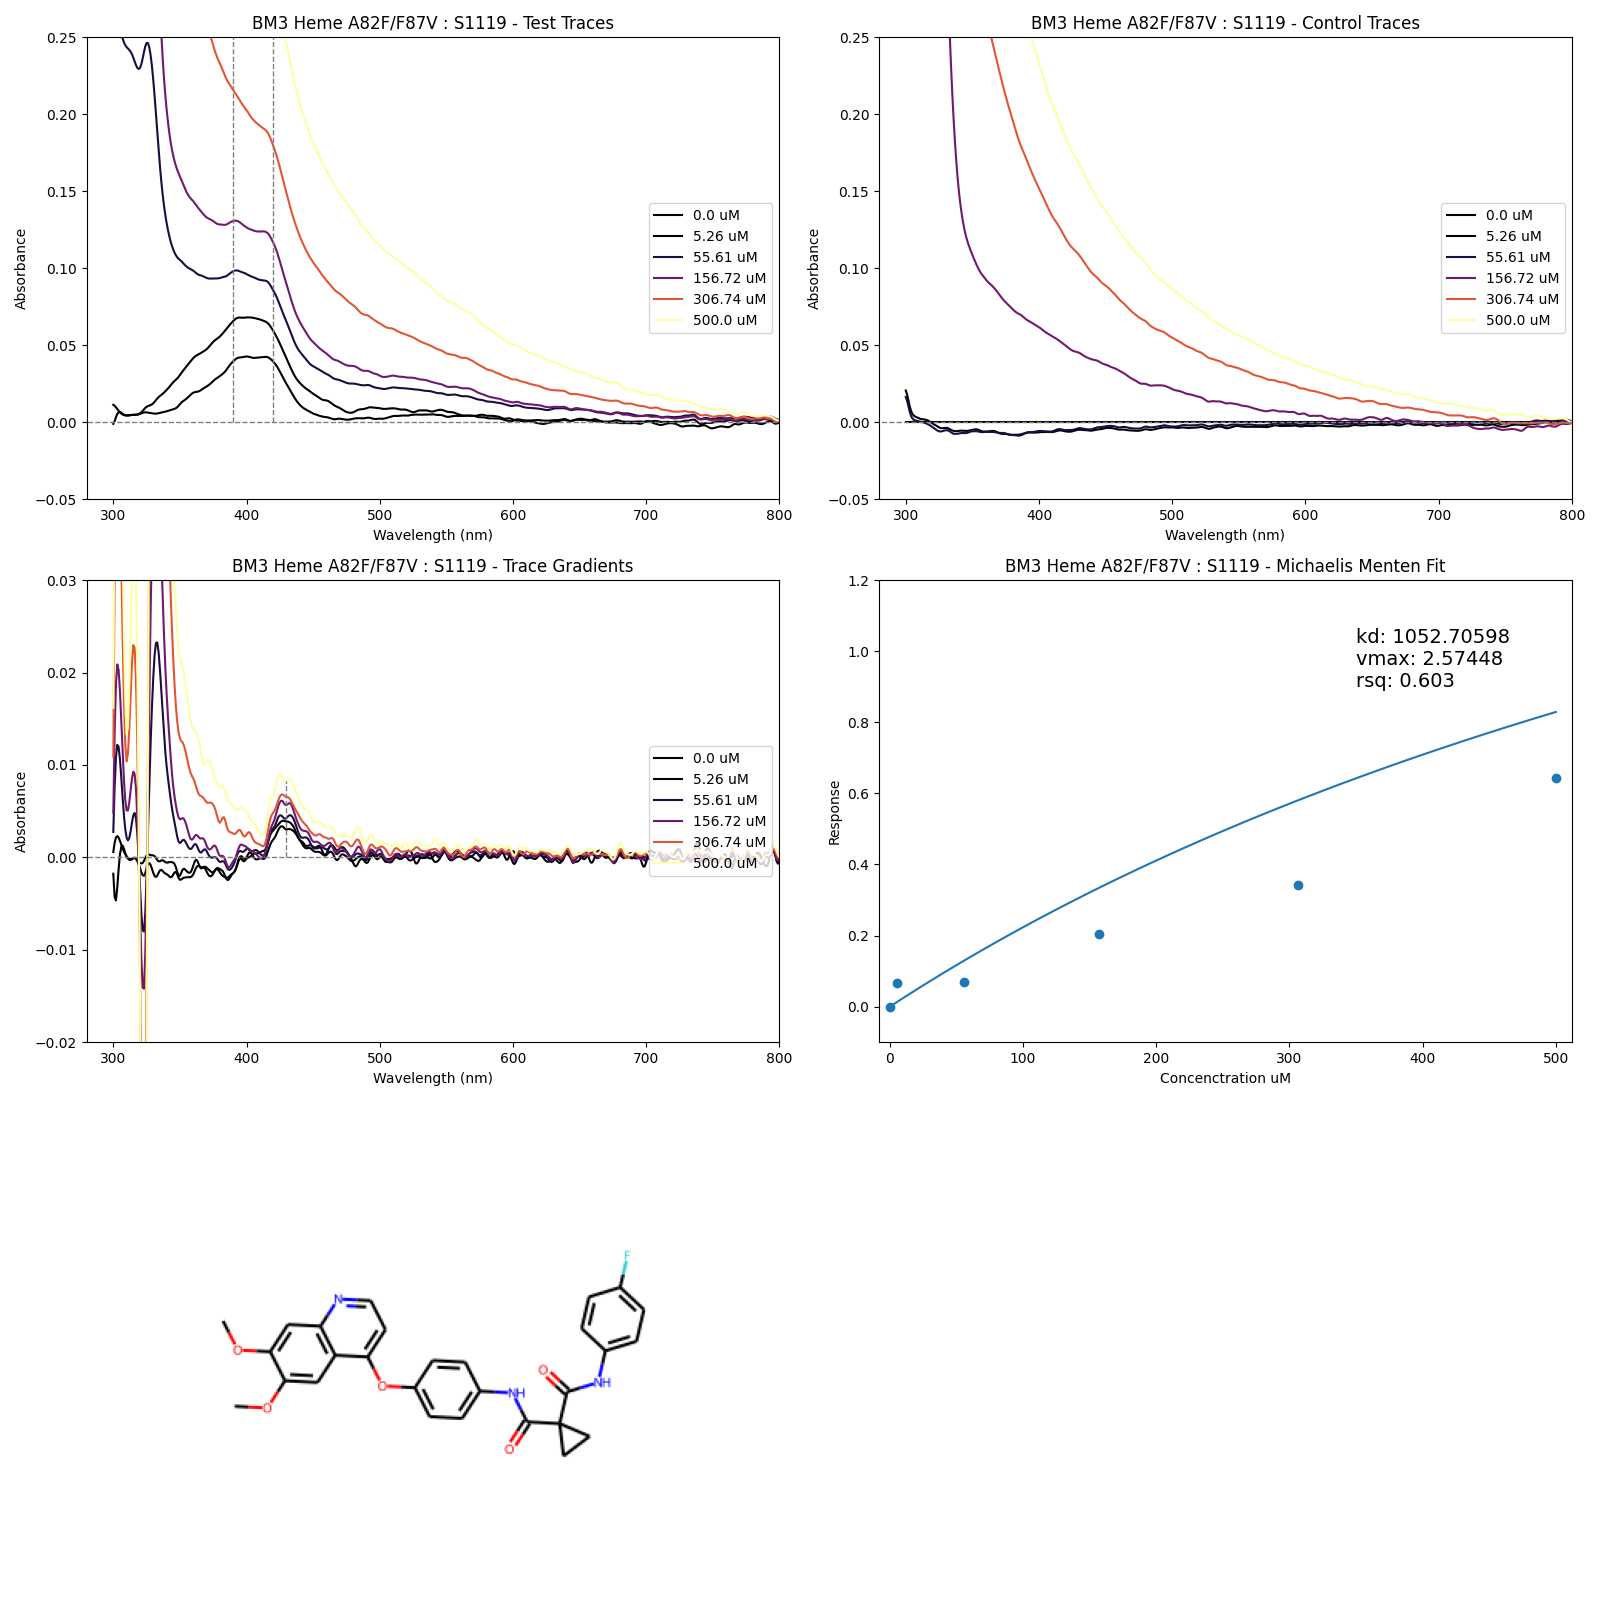 BM3 Heme A82F/F87V : S1119 - Test Traces
0.25
0.20
0.15
0.10
0.05
0.00
−0.05
Absorbance
0.0 uM
5.26 uM
55.61 uM
156.72 uM
306.74 uM
500.0 uM
300 400 500 600 700 800
Wavelength (nm)
BM3 Heme A82F/F87V : S1119 - Control Traces
0.25
0.20
0.15
0.10
0.05
0.00
−0.05
Absorbance
0.0 uM
5.26 uM
55.61 uM
156.72 uM
306.74 uM
500.0 uM
300 400 500 600 700 800
Wavelength (nm)
BM3 Heme A82F/F87V : S1119 - Trace Gradients
0.03
0.02
0.01
0.00
−0.01
−0.02
Absorbance
0.0 uM
5.26 uM
55.61 uM
156.72 uM
306.74 uM
500.0 uM
300 400 500 600 700 800
Wavelength (nm)
BM3 Heme A82F/F87V : S1119 - Michaelis Menten Fit
1.2
1.0
0.8
0.6
0.4
0.2
0.0
Response
kd: 1052.70598
vmax: 2.57448
rsq: 0.603
0 100 200 300 400 500
Concenctration uM
F
N
O
O
O
NH
O
NH
O